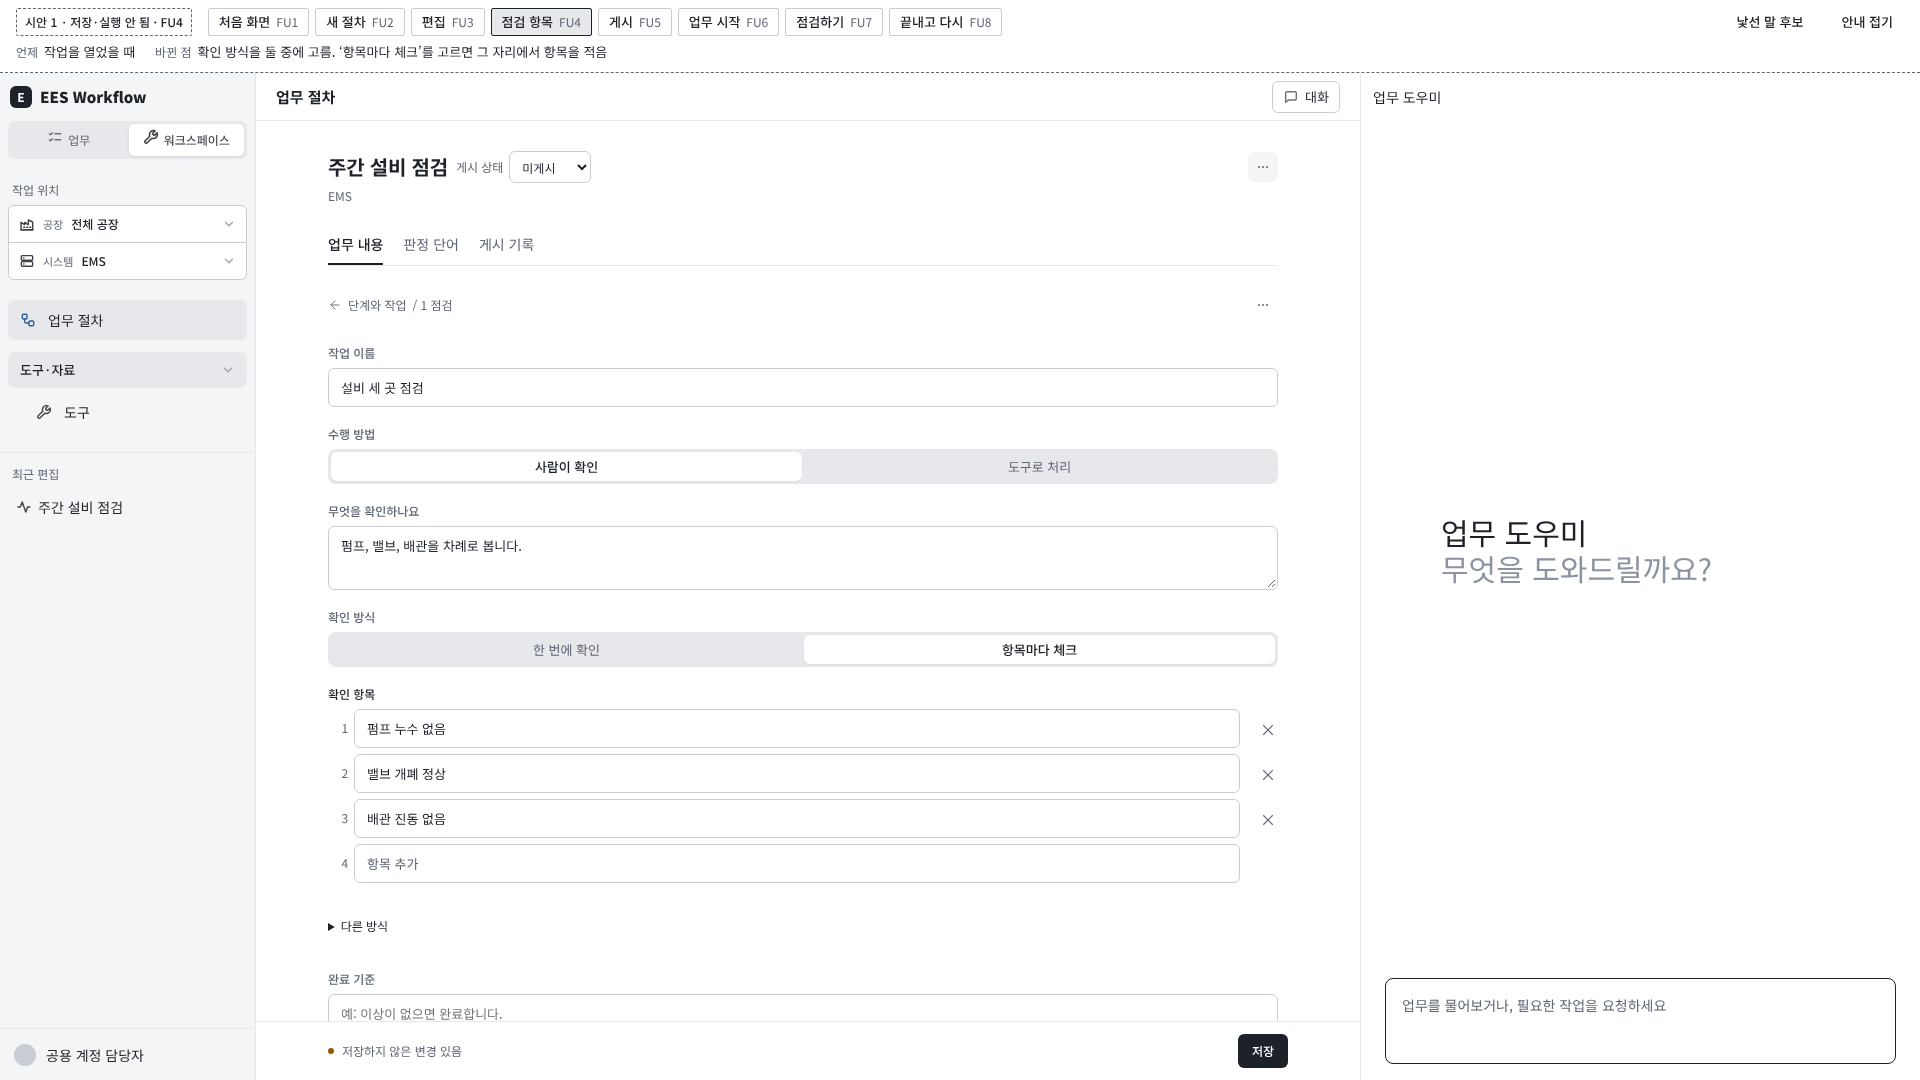 시안 1 · 저장·실행 안 됨 · FU4
처음 화면 FU1
새 절차 FU2
편집 FU3
점검 항목 FU4
게시 FU5
업무 시작 FU6
점검하기 FU7
끝내고 다시 FU8
낯선 말 후보
안내 접기
언제 작업을 열었을 때 바뀐 점 확인 방식을 둘 중에 고름. ‘항목마다 체크’를 고르면 그 자리에서 항목을 적음
E EES Workflow
업무
워크스페이스
작업 위치
공장 전체 공장
시스템 EMS
업무 절차
도구·자료
도구
최근 편집
주간 설비 점검
공용 계정 담당자
업무 절차
대화
주간 설비 점검 게시 상태 미게시
...
EMS
업무 내용
판정 단어
게시 기록
← 단계와 작업 / 1 점검
...
작업 이름
설비 세 곳 점검
수행 방법
사람이 확인
도구로 처리
무엇을 확인하나요
펌프, 밸브, 배관을 차례로 봅니다.
확인 방식
한 번에 확인
항목마다 체크
확인 항목
1 펌프 누수 없음
2 밸브 개폐 정상
3 배관 진동 없음
4 항목 추가
▶ 다른 방식
완료 기준
예: 이상이 없으면 완료합니다.
저장하지 않은 변경 있음
저장
업무 도우미
업무 도우미
무엇을 도와드릴까요?
업무를 물어보거나, 필요한 작업을 요청하세요